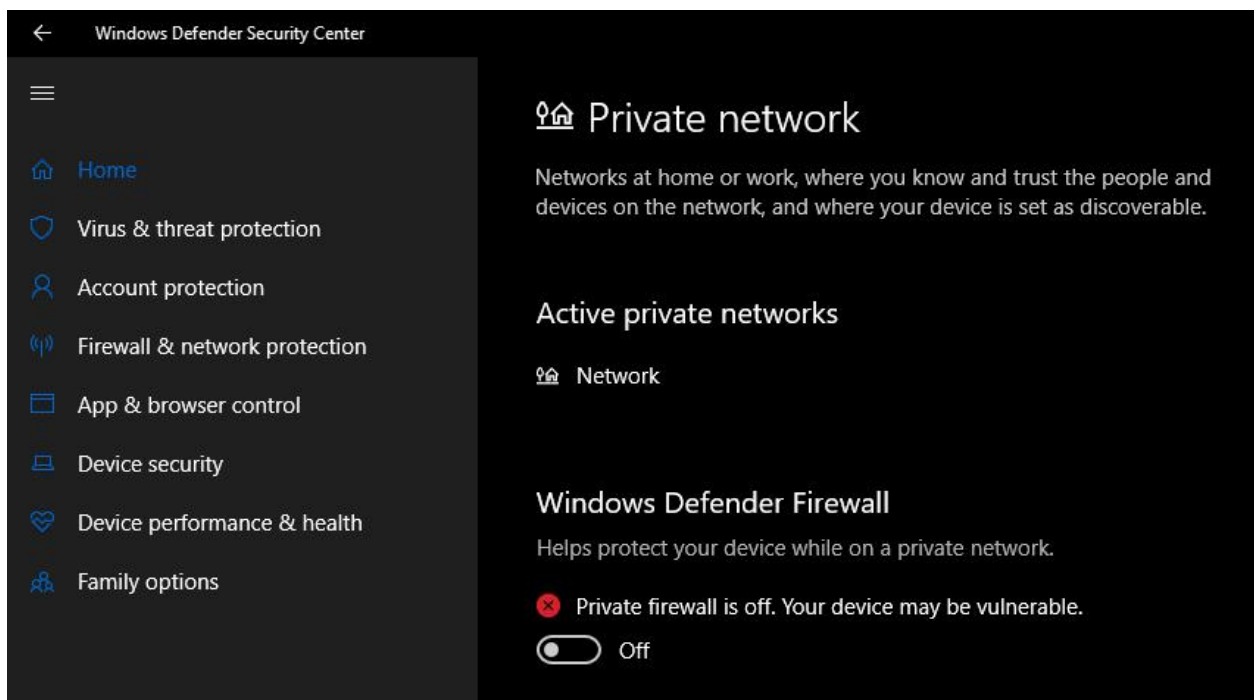 Windows Defender Security Center
Home
Virus & threat protection
Account protection
Firewall & network protection
App & browser control
Device security
Device performance & health
Family options
Private network
Networks at home or work, where you know and trust the people and
devices on the network, and where your device is set as discoverable.
Active private networks
Network
Windows Defender Firewall
Helps protect your device while on a private network.
Private firewall is off. Your device may be vulnerable.
Off